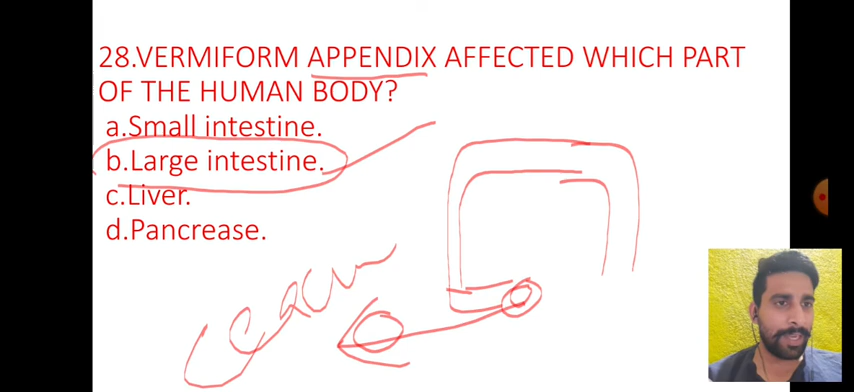 28.VERMIFORM APPENDIX AFFECTED WHICH PART
OF THE HUMAN BODY?
a.Small intestine.
b.Large intestine.
c.Liver.
d.Pancrease.